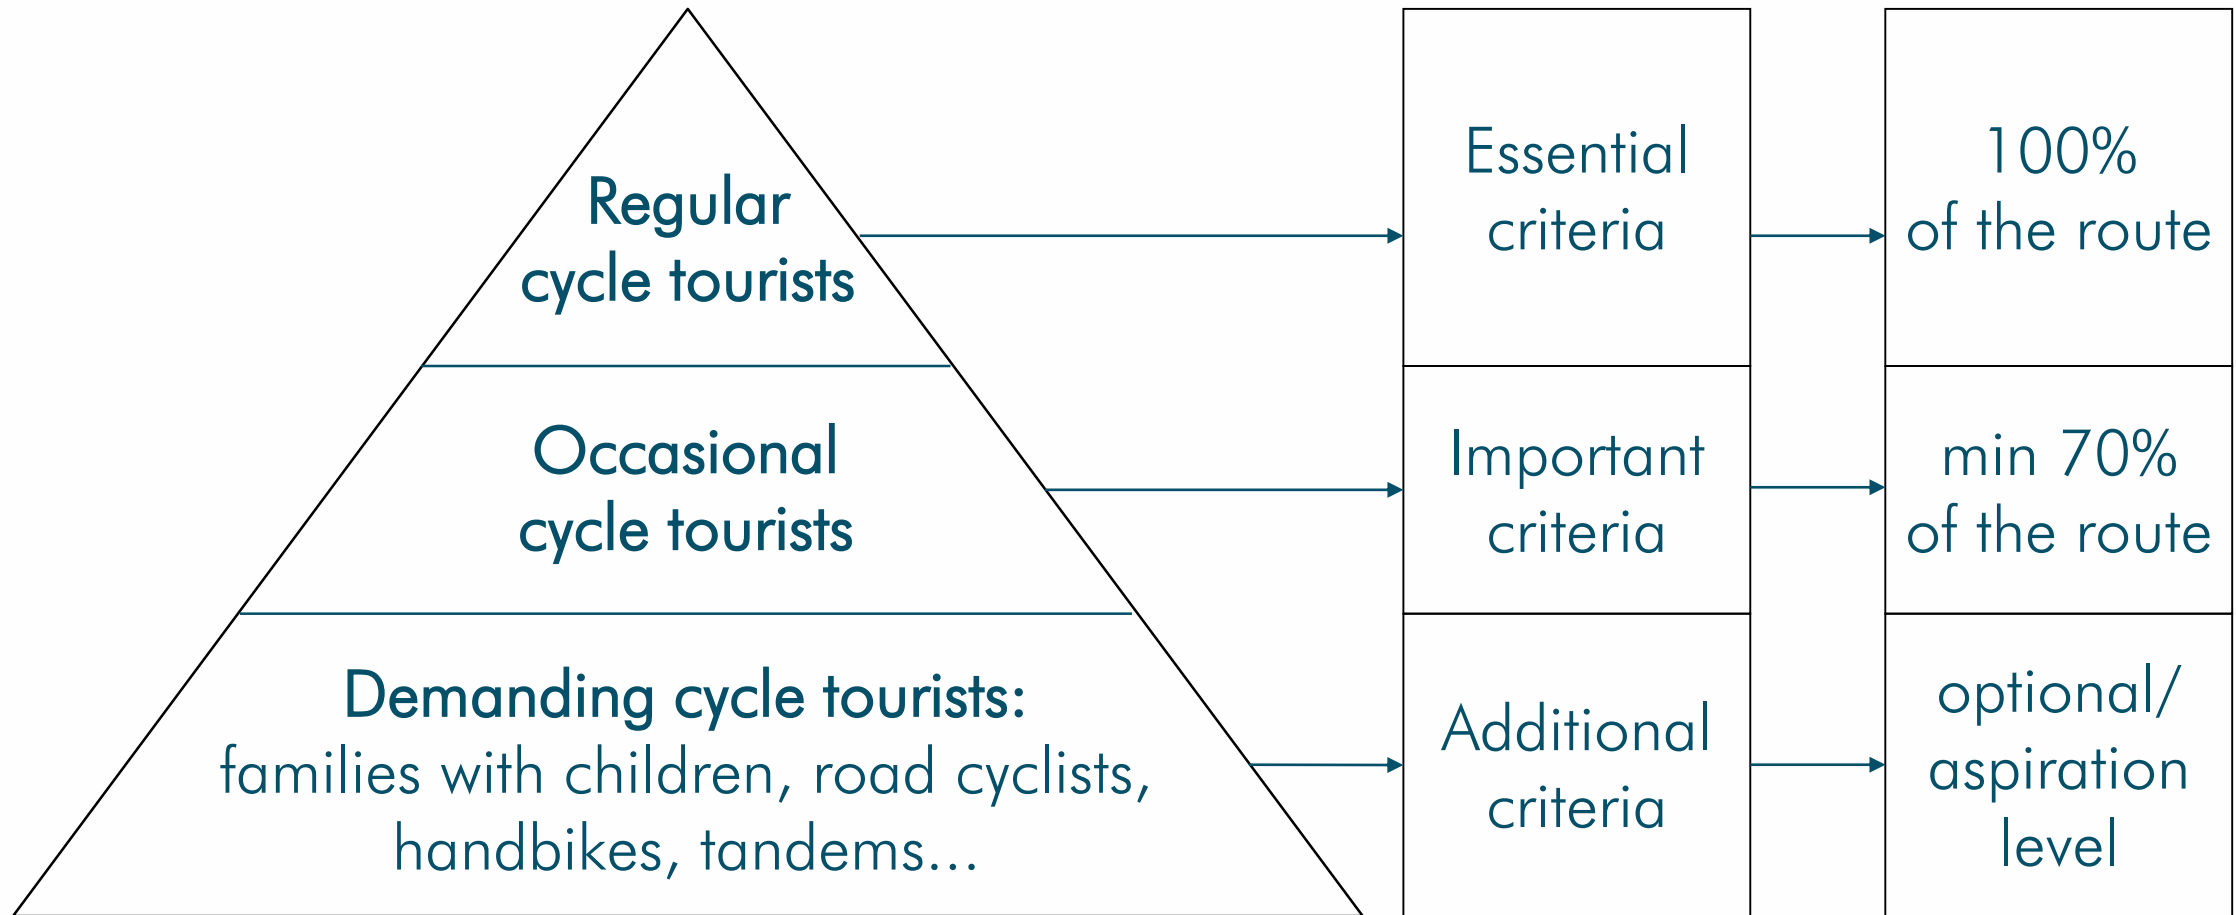 Regular
cycle tourists
Essential
criteria
100%
of the route
Occasional
cycle tourists
Important
criteria
min 70%
of the route
Demanding cycle tourists:
families with children, road cyclists,
handbikes, tandems...
Additional
criteria
optional/
aspiration
level